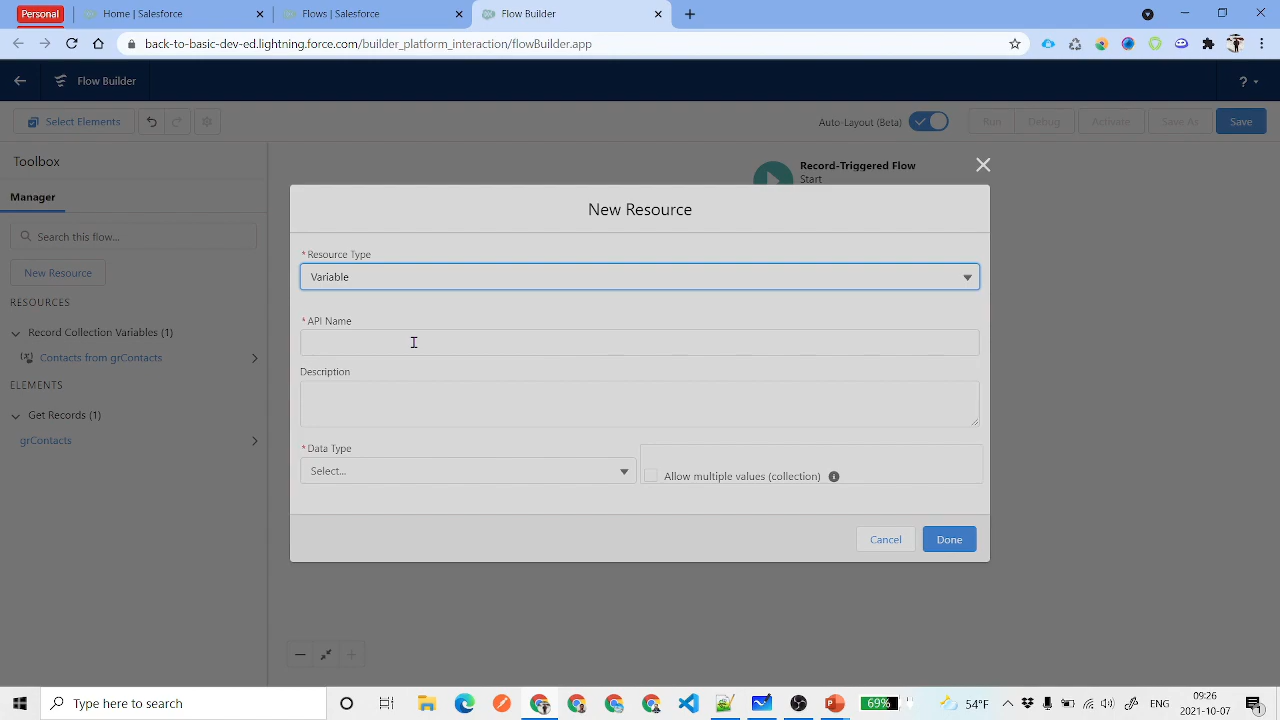 Personal
Home | Salesforce
Flows | Salesforce
Flow Builder
back-to-basic-dev-ed.lightning.force.com/builder_platform_interaction/flowBuilder.app
Flow Builder
?
Select Elements
Auto-Layout (Beta)
Run
Debug
Activate
Save As
Save
Toolbox
Record-Triggered Flow
Start
Manager
New Resource
Search this flow...
* Resource Type
New Resource
Variable
RESOURCES
* API Name
Record Collection Variables (1)
Contacts from grContacts
Description
ELEMENTS
Get Records (1)
grContacts
* Data Type
Select...
Allow multiple values (collection)
Cancel
Done
Type here to search
69%
54°F
ENG
09:26
2021-10-07